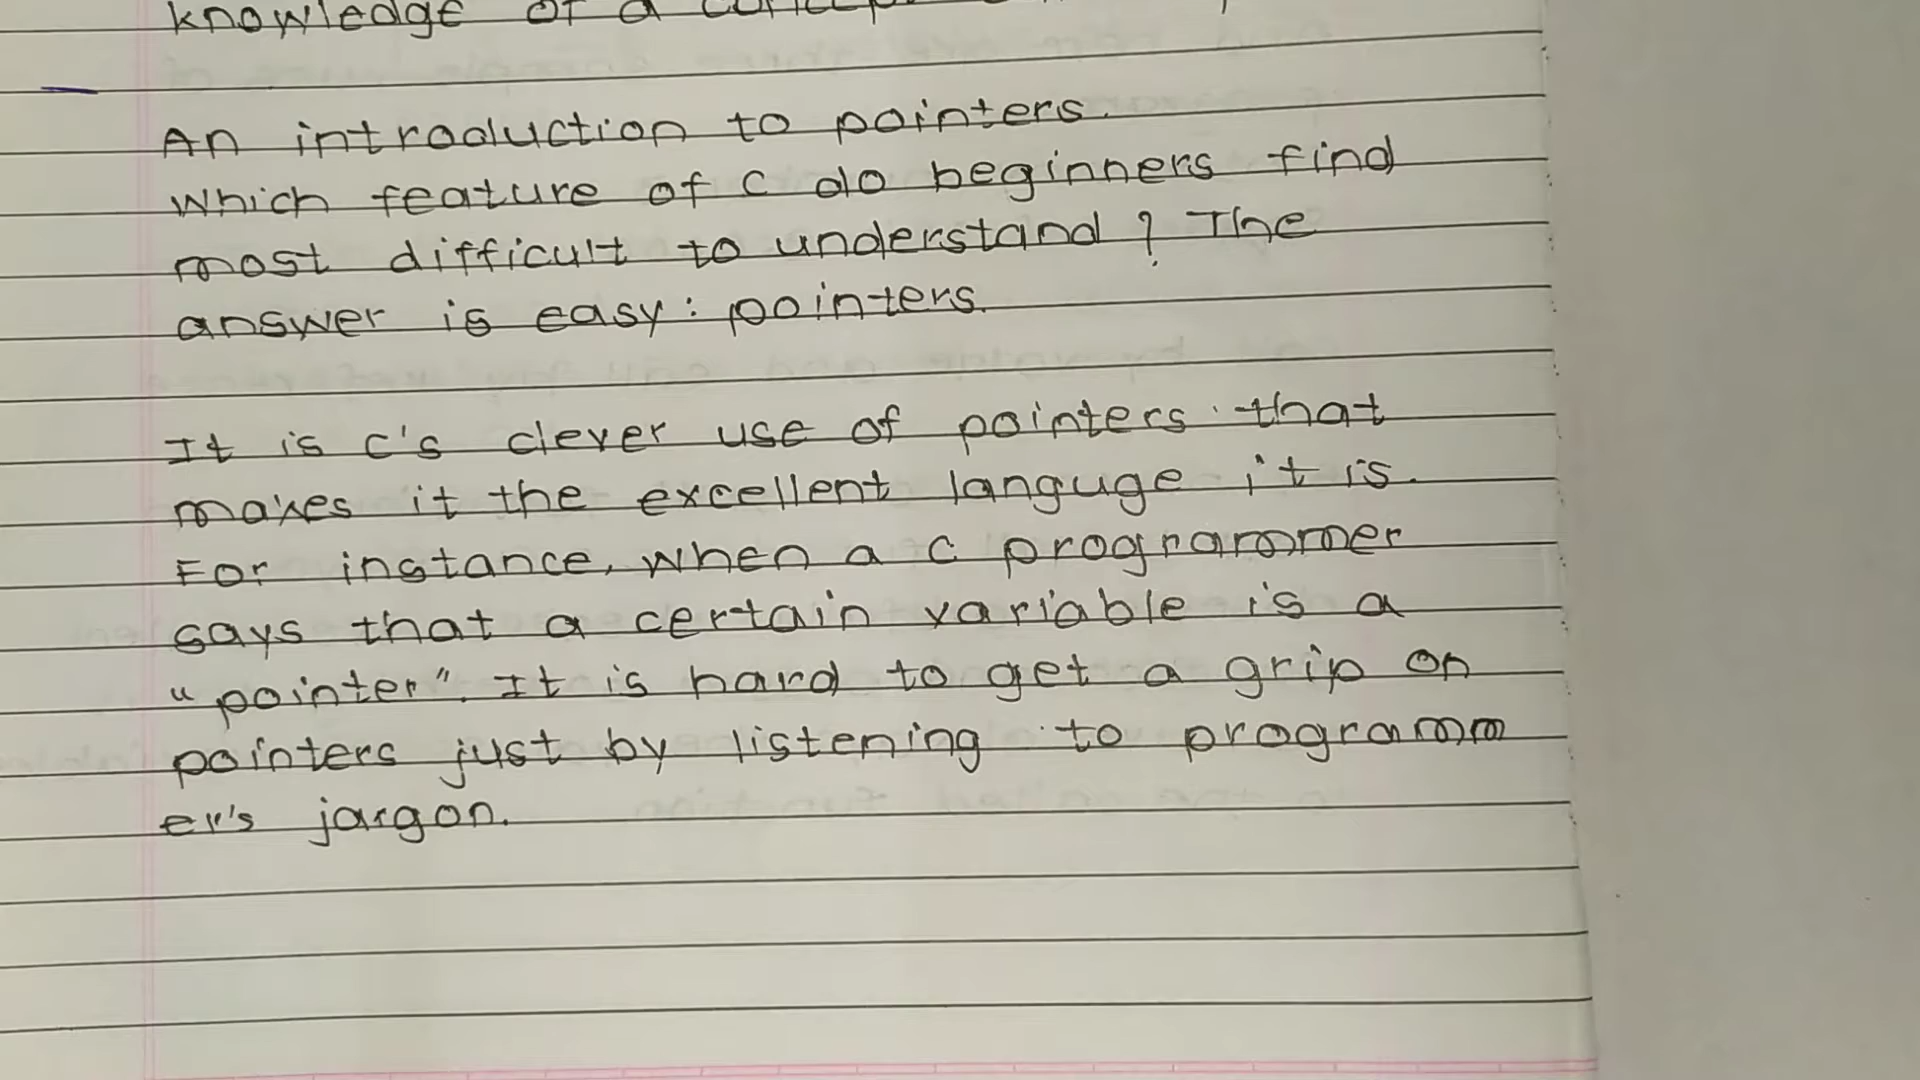 knowledge of a
An introduction to pointers.
Which feature of C do beginners find
most difficult to understand? The
answer is easy: pointers.
It is C's clever use of pointers that
makes it the excellent languge it is.
For instance, when a C programmer
says that a certain variable is a
"pointer". It is hard to get a grip on
pointers just by listening to programm
er's jargon.